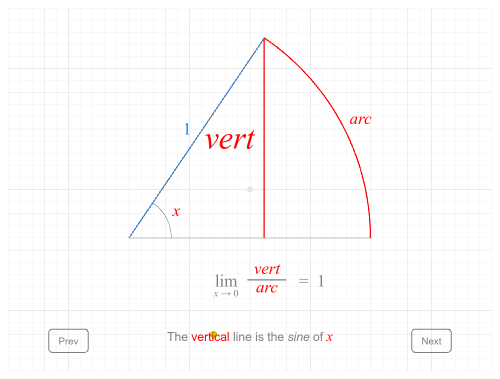 1
vert
arc
x
lim x → 0 vert / arc = 1
Prev
The vertical line is the sine of x
Next